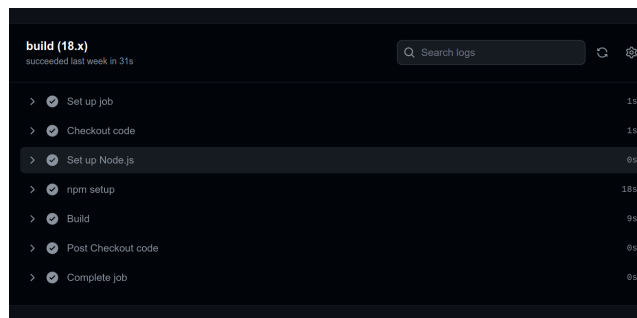 build (18.x)
succeeded last week in 31s
Search logs
Set up job 1s
Checkout code 1s
Set up Node.js 0s
npm setup 18s
Build 9s
Post Checkout code 0s
Complete job 0s